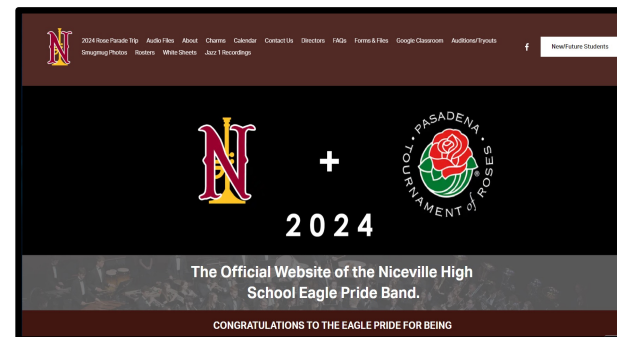 2024 Rose Parade Trip Audio Files About Charms Calendar Contact Us Directors FAQs Forms & Files Google Classroom Auditions/Tryouts
Smugmug Photos Rosters White Sheets Jazz 1 Recordings
f
New/Future Students
N
N
+
PASADENA
TOURNAMENT of ROSES
®
2024
The Official Website of the Niceville High
School Eagle Pride Band.
CONGRATULATIONS TO THE EAGLE PRIDE FOR BEING